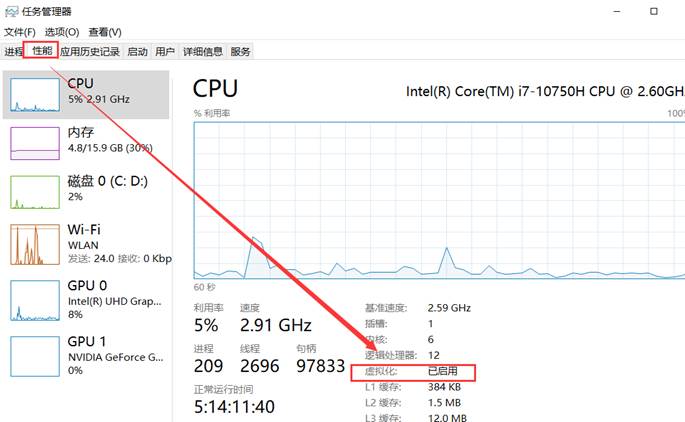 任务管理器
文件(F) 选项(O) 查看(V)
进程 性能 应用历史记录 启动 用户 详细信息 服务
CPU
5% 2.91 GHz
内存
4.8/15.9 GB (30%)
磁盘 0 (C: D:)
2%
Wi-Fi
WLAN
发送: 24.0 接收: 0 Kbp
GPU 0
Intel(R) UHD Grap...
8%
GPU 1
NVIDIA GeForce G...
0%
CPU
Intel(R) Core(TM) i7-10750H CPU @ 2.60GH
% 利用率
100%
60 秒
利用率 速度
5% 2.91 GHz
进程 线程 句柄
209 2696 97833
正常运行时间
5:14:11:40
基准速度: 2.59 GHz
插槽: 1
内核: 6
逻辑处理器: 12
虚拟化: 已启用
L1 缓存: 384 KB
L2 缓存: 1.5 MB
L3 缓存: 12.0 MB